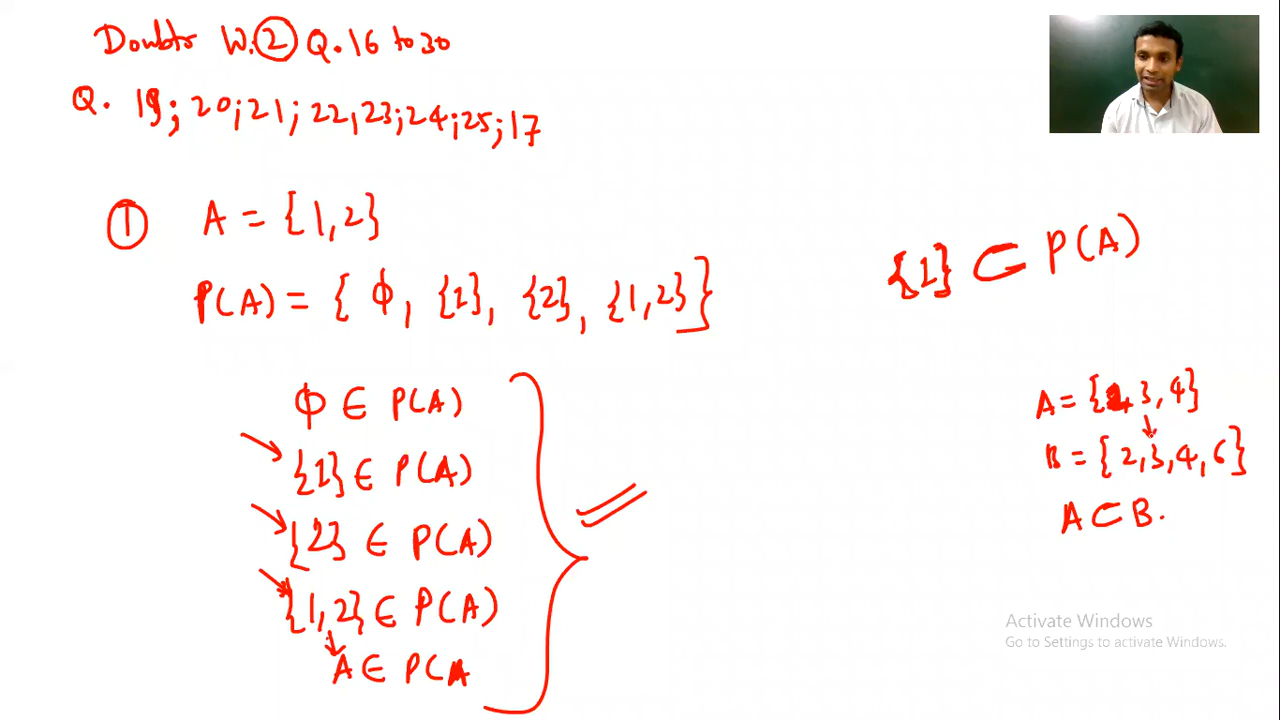 Doubts W.② Q.16 to 30
Q. 19; 20; 21; 22, 23; 24; 25; 17
① A = {1,2}
P(A) = { ϕ, {1}, {2}, {1,2} }
ϕ ∈ P(A)
{1} ∈ P(A)
{2} ∈ P(A)
{1,2} ∈ P(A)
A ∈ P(A
{1} ⊂ P(A)
A = {2, 3, 4}
B = {2, 3, 4, 6}
A ⊂ B.
Activate Windows
Go to Settings to activate Windows.